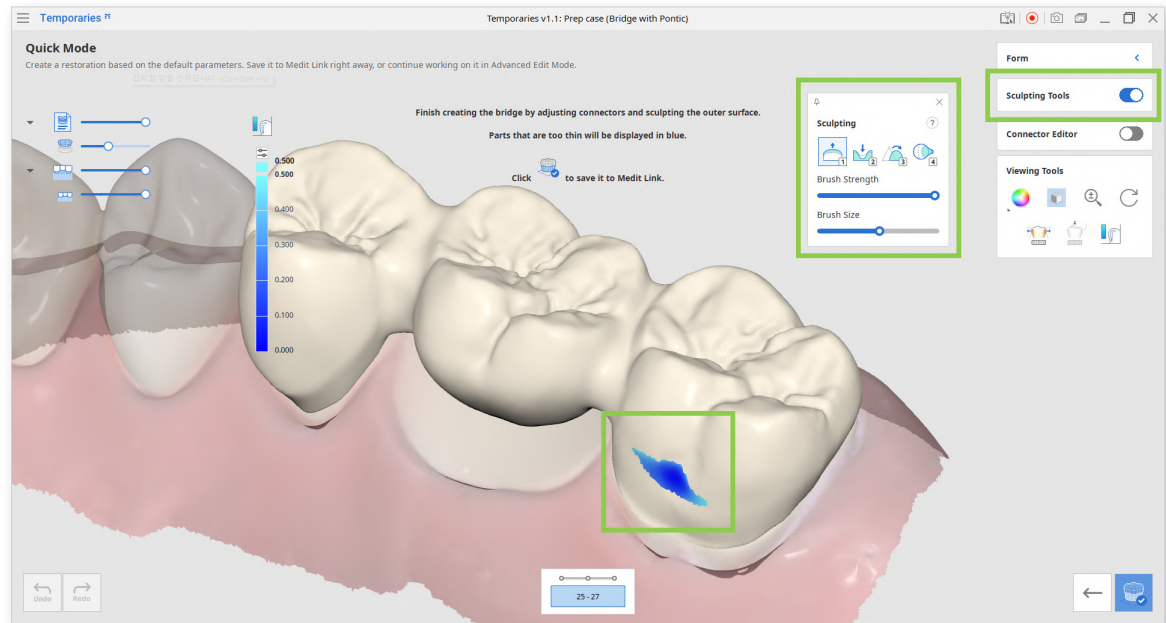 Temporaries
Temporaries v1.1: Prep case (Bridge with Pontic)
Quick Mode
Create a restoration based on the default parameters. Save it to Medit Link right away, or continue working on it in Advanced Edit Mode.
Finish creating the bridge by adjusting connectors and sculpting the outer surface.
Parts that are too thin will be displayed in blue.
Click to save it to Medit Link.
0.500
0.500
0.400
0.300
0.200
0.100
0.000
Sculpting
?
1 2 3 4
Brush Strength
Brush Size
Form
Sculpting Tools
Connector Editor
Viewing Tools
Undo Redo
25 - 27